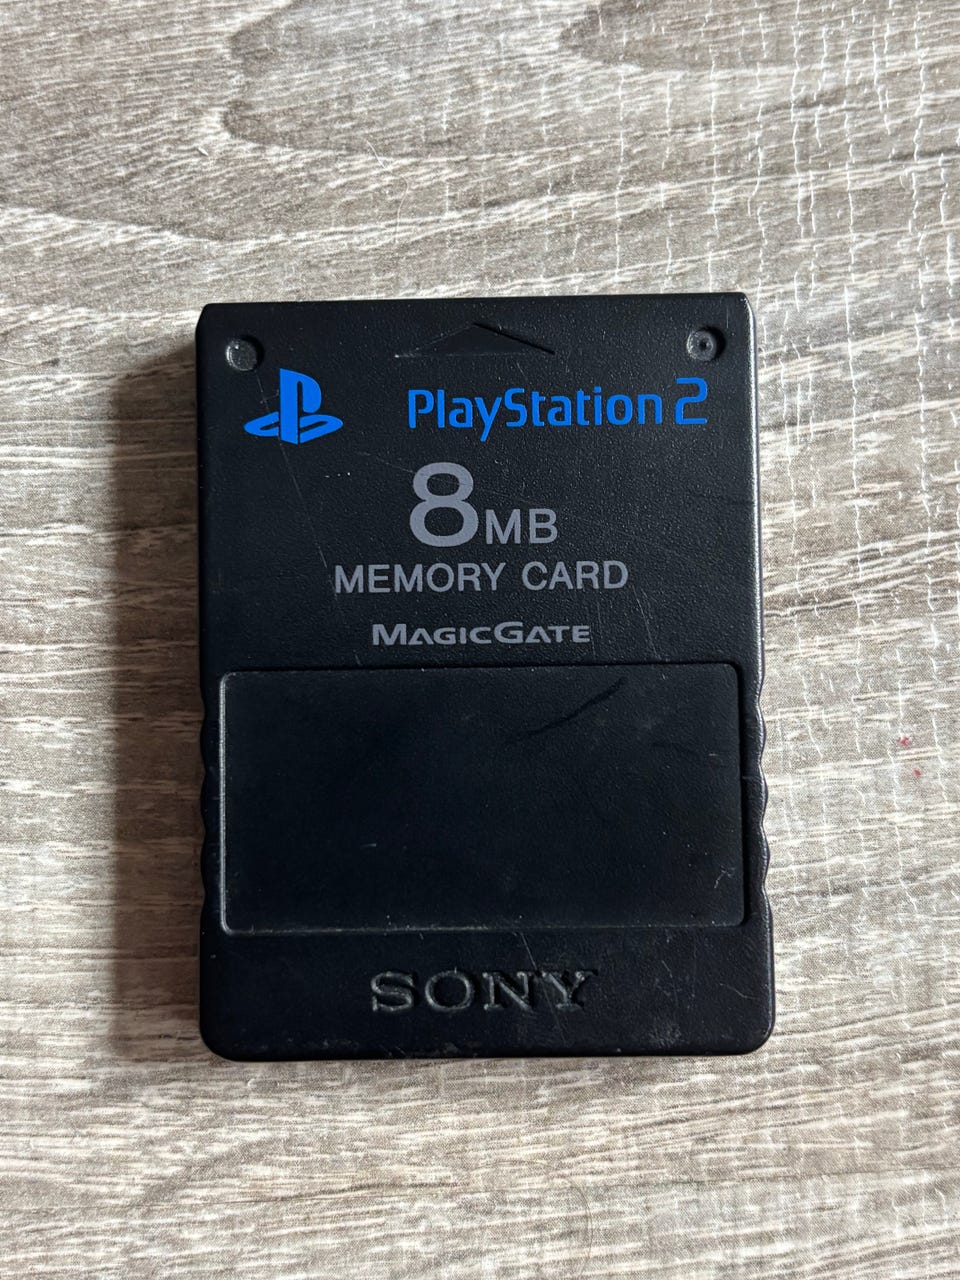 PlayStation 2
8MB
MEMORY CARD
MAGICGATE
SONY